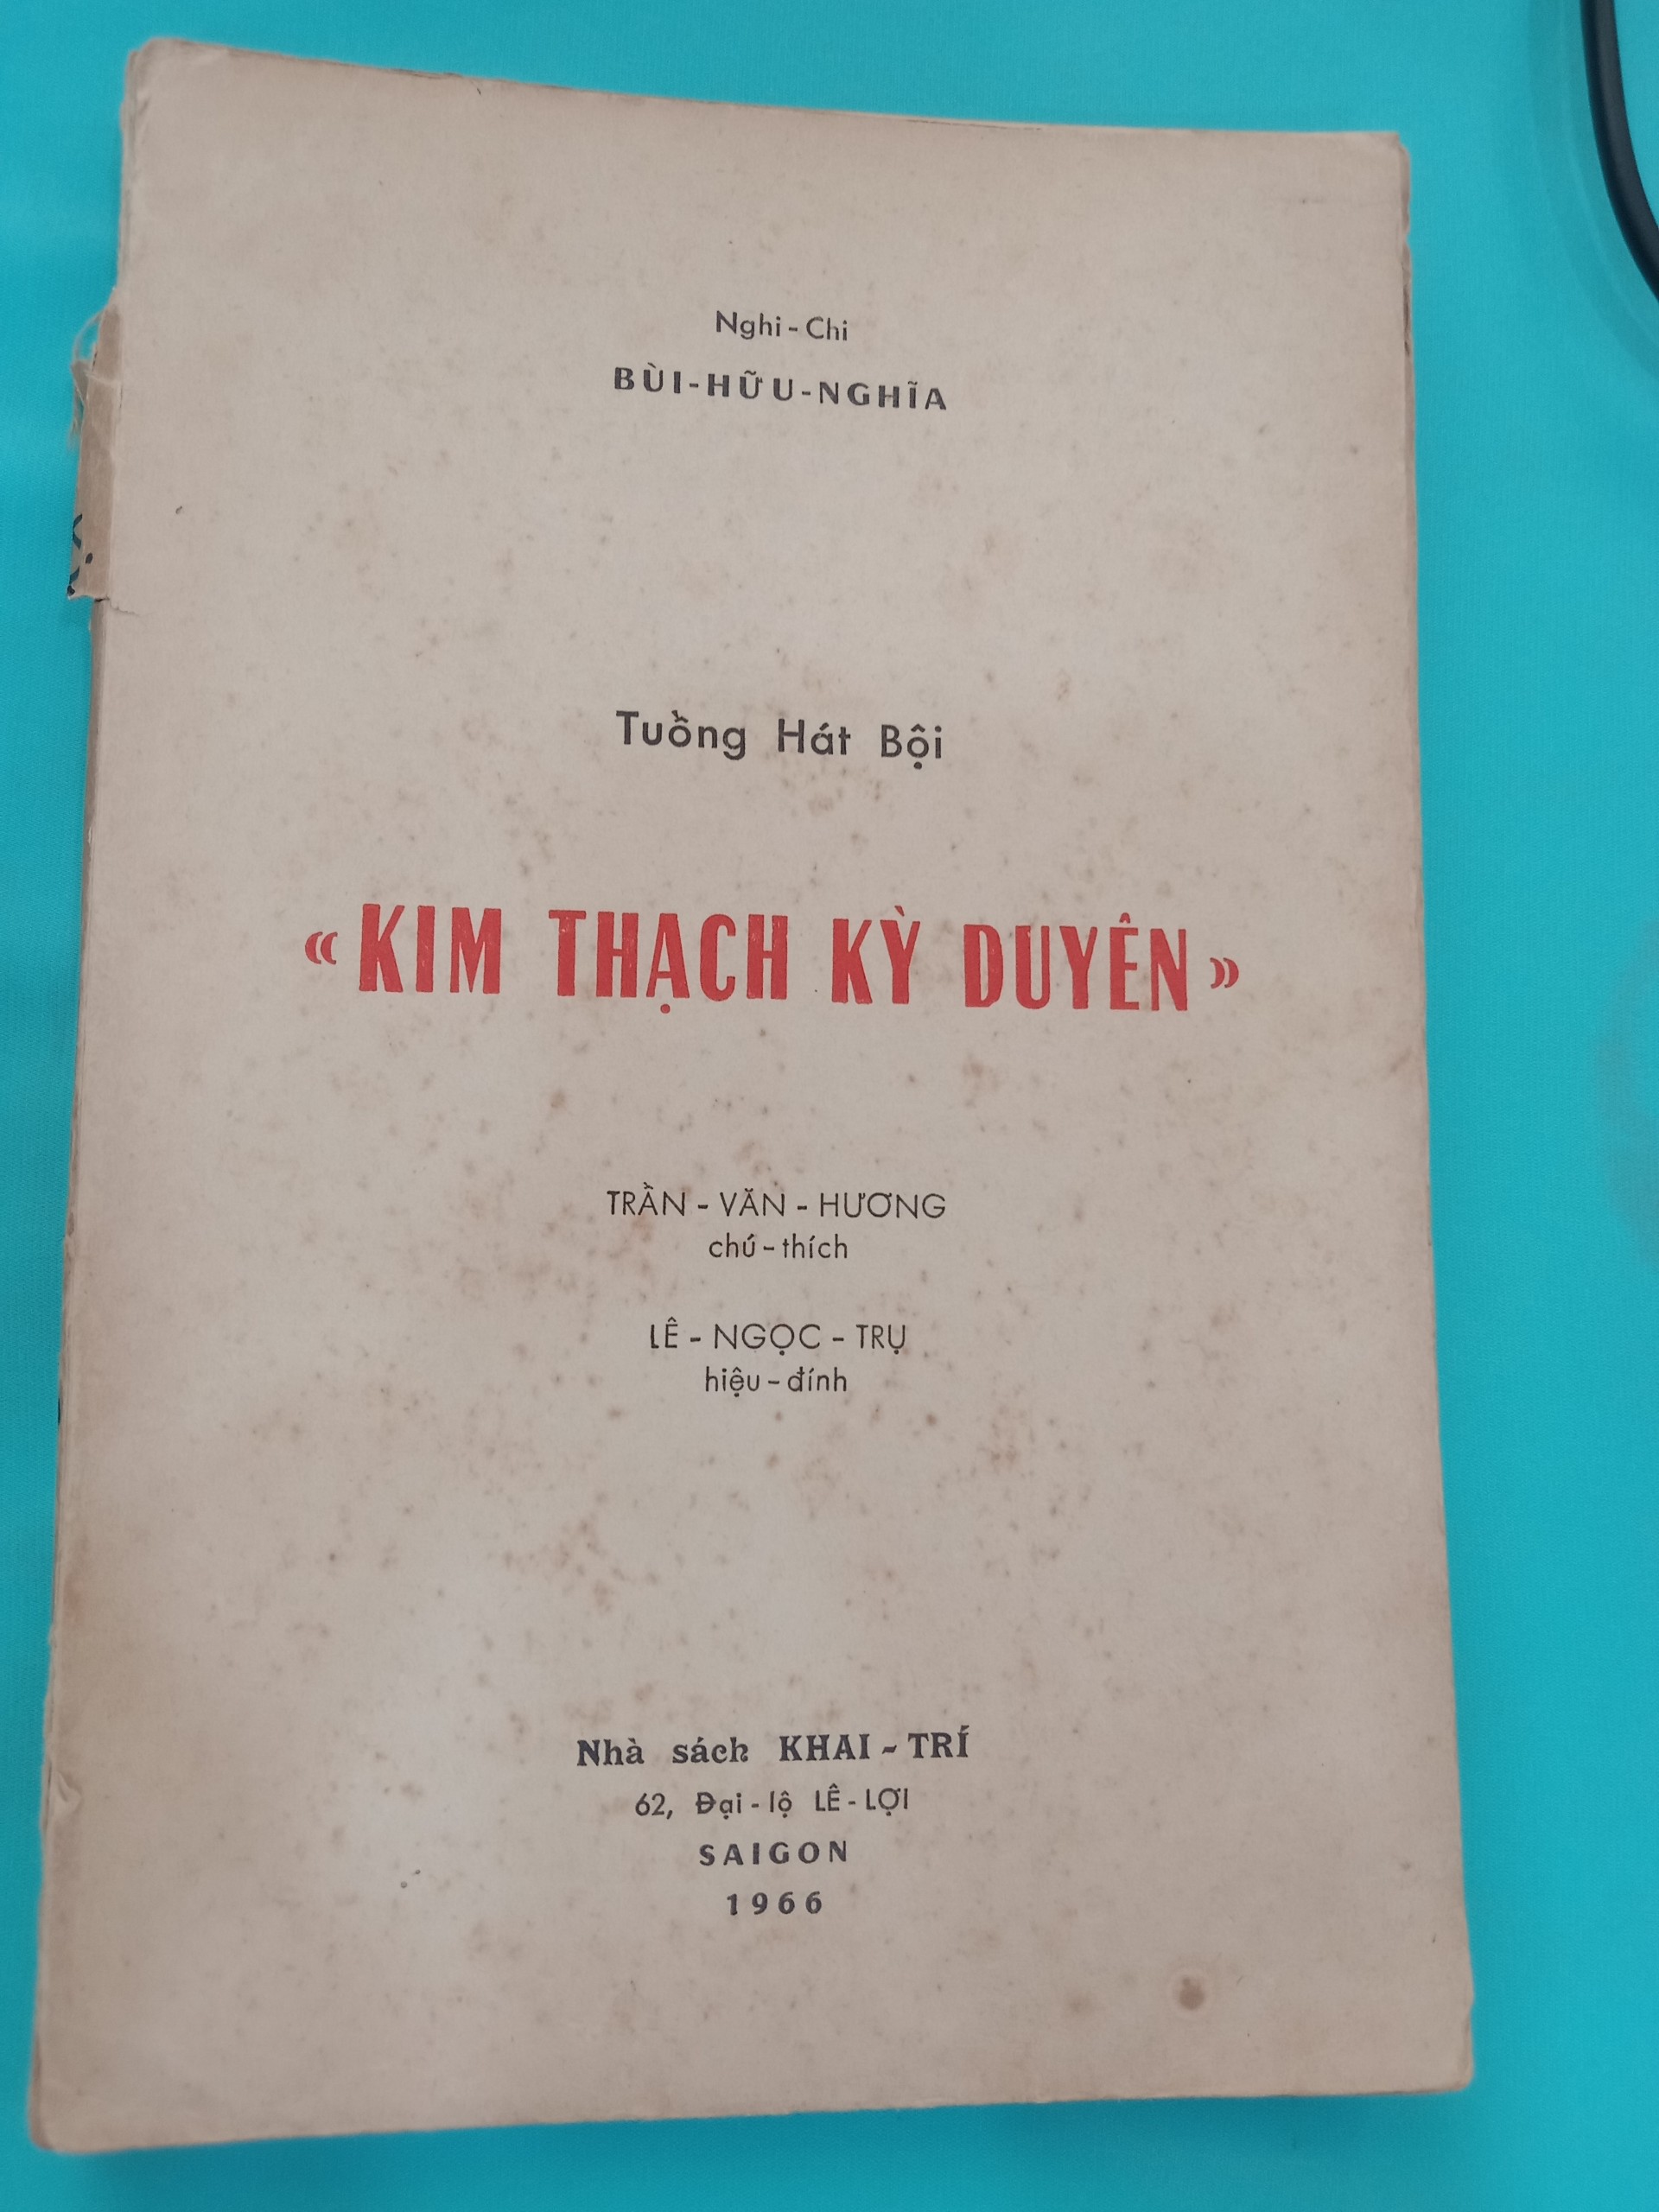 Nghi - Chi
BÙI-HỮU-NGHĨA
Tuồng Hát Bội
« KIM THẠCH KỲ DUYÊN »
TRẦN - VĂN - HƯƠNG
chú - thích
LÊ - NGỌC - TRỤ
hiệu - đính
Nhà sách KHAI - TRÍ
62, Đại - lộ LÊ - LỢI
SAIGON
1966